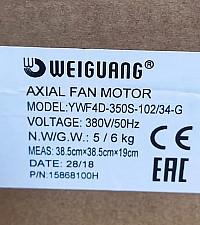 WEIGUANG®
AXIAL FAN MOTOR
MODEL:YWF4D-350S-102/34-G
VOLTAGE: 380V/50Hz
N.W/G.W.: 5 / 6 kg
MEAS: 38.5cm×38.5cm×19cm
DATE: 28/18
P/N:15868100H
CE
EAC